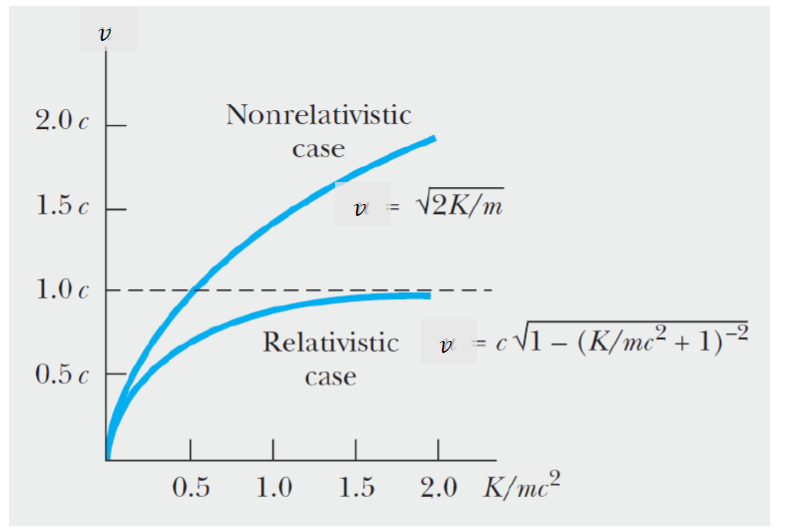 v
2.0 c
Nonrelativistic
case
1.5 c
v = √2K/m
1.0 c
Relativistic
case
v = c √1 – (K/mc² + 1)⁻²
0.5 c
0.5 1.0 1.5 2.0 K/mc²